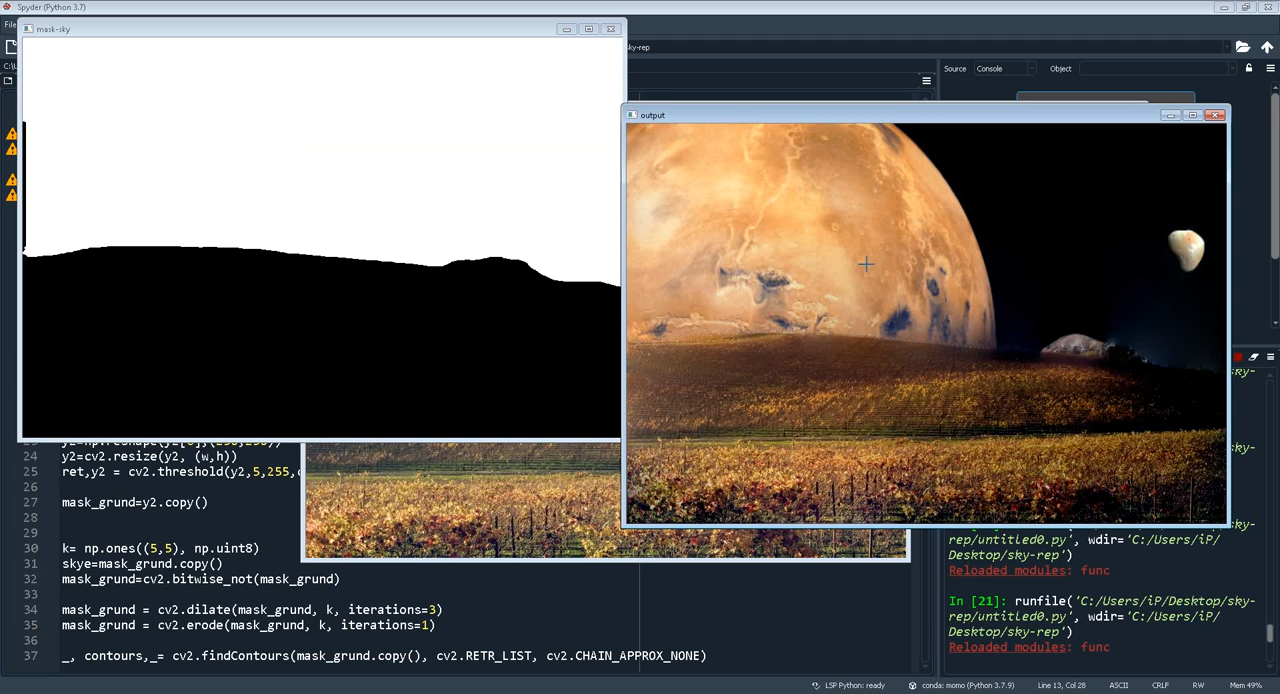 Spyder (Python 3.7)
File
mask-sky
sky-rep
C:\U
Source Console Object
output
24 y2=cv2.resize(y2, (w,h))
25 ret,y2 = cv2.threshold(y2,5,255,
26
27 mask_grund=y2.copy()
28
29
30 k= np.ones((5,5), np.uint8)
31 skye=mask_grund.copy()
32 mask_grund=cv2.bitwise_not(mask_grund)
33
34 mask_grund = cv2.dilate(mask_grund, k, iterations=3)
35 mask_grund = cv2.erode(mask_grund, k, iterations=1)
36
37 _, contours,_= cv2.findContours(mask_grund.copy(), cv2.RETR_LIST, cv2.CHAIN_APPROX_NONE)
sky-
sky-
sky-
rep/untitled0.py', wdir='C:/Users/iP/
Desktop/sky-rep')
Reloaded modules: func
In [21]: runfile('C:/Users/iP/Desktop/sky-
rep/untitled0.py', wdir='C:/Users/iP/
Desktop/sky-rep')
Reloaded modules: func
LSP Python: ready conda: momo (Python 3.7.9) Line 13, Col 28 ASCII CRLF RW Mem 49%